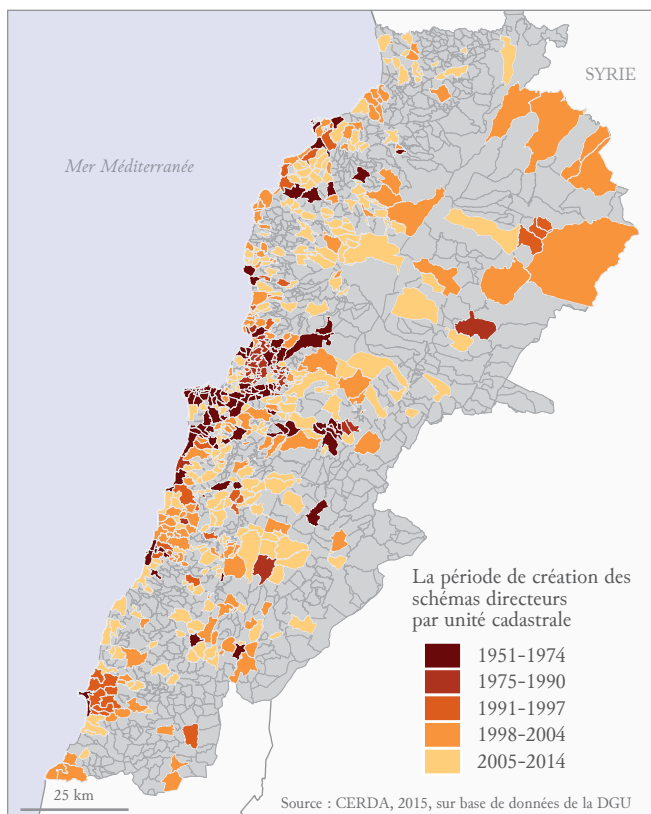 SYRIE
Mer Méditerranée
La période de création des
schémas directeurs
par unité cadastrale
1951-1974
1975-1990
1991-1997
1998-2004
2005-2014
25 km
Source : CERDA, 2015, sur base de données de la DGU